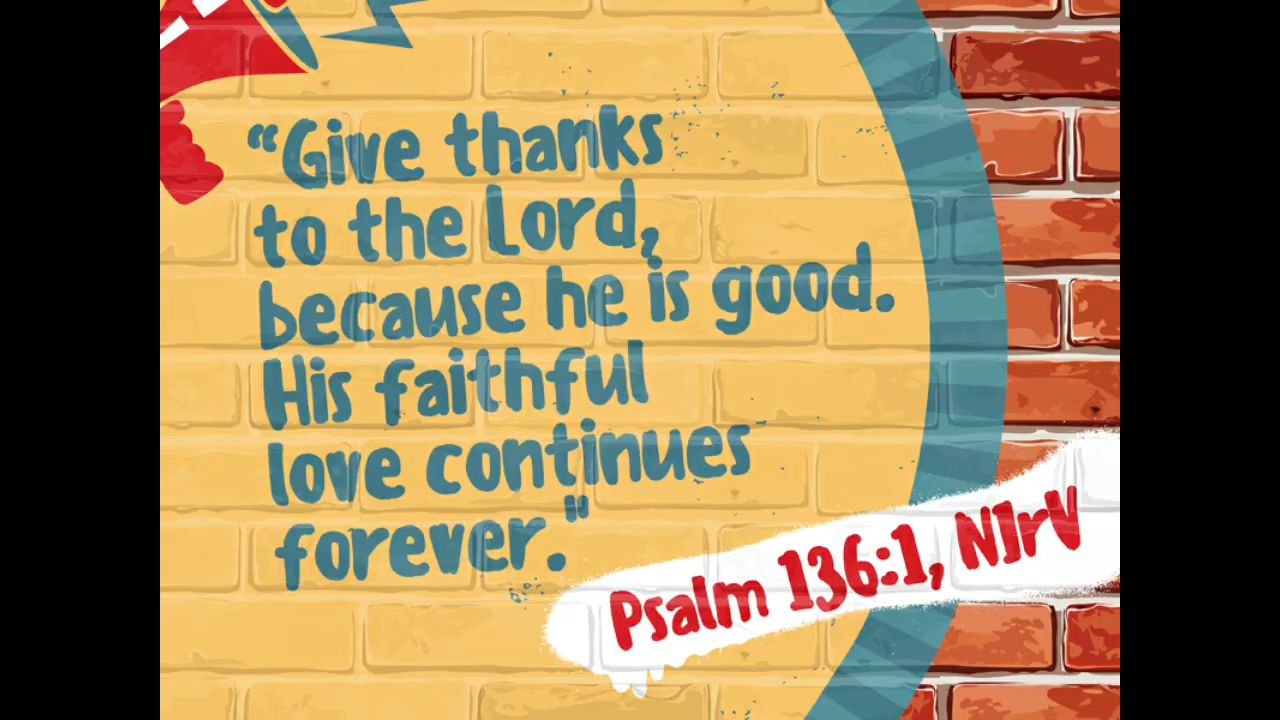 “Give thanks
to the Lord,
because he is good.
His faithful
love continues
forever."
Psalm 136:1, NIrV